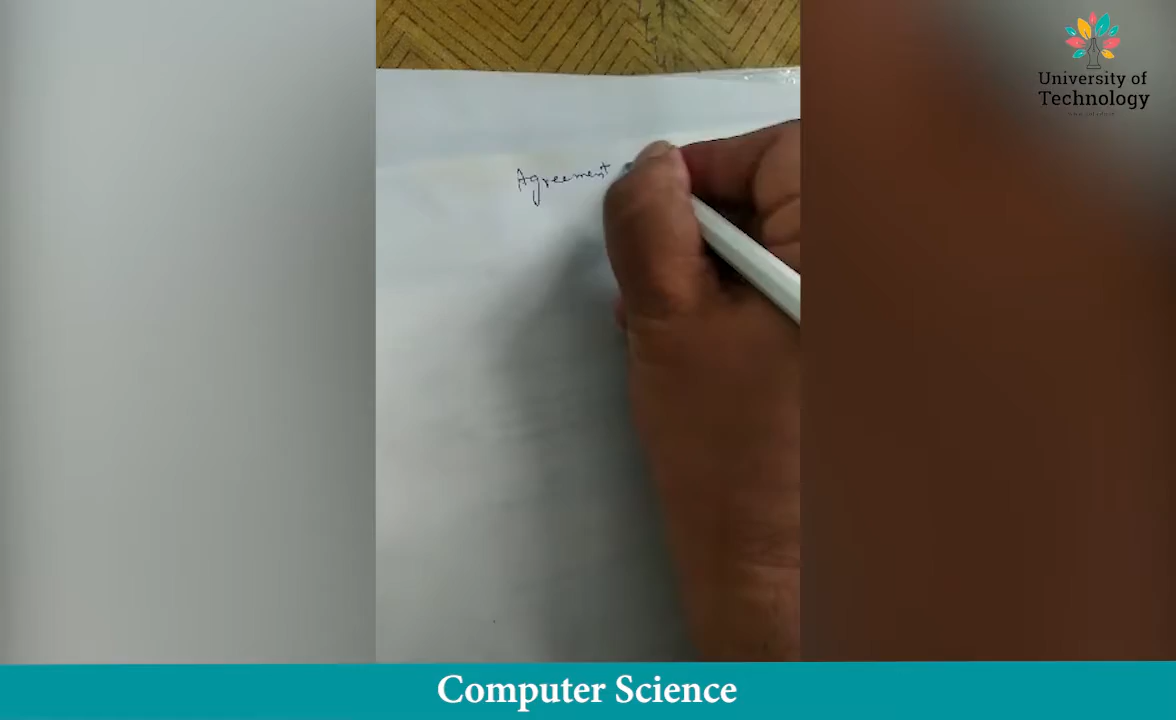 University of
Technology
Agreement
Computer Science